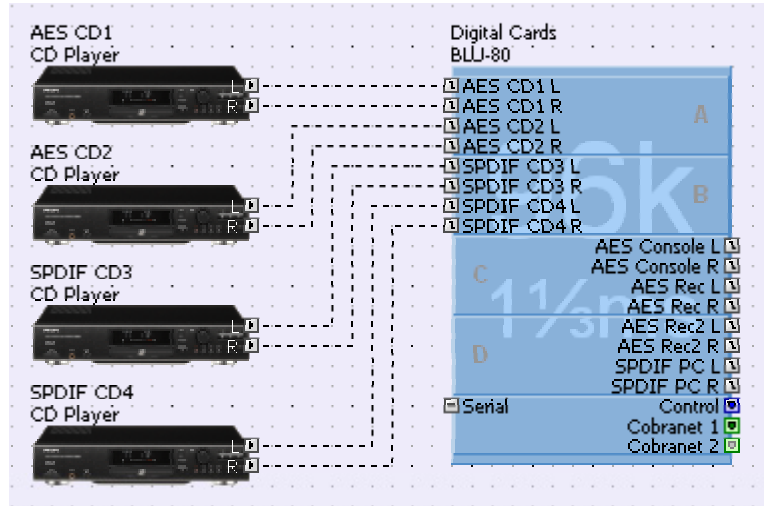 AES CD1
CD Player
L
R
AES CD2
CD Player
L
R
SPDIF CD3
CD Player
L
R
SPDIF CD4
CD Player
L
R
Digital Cards
BLU-80
AES CD1 L
AES CD1 R
AES CD2 L
AES CD2 R
A
SPDIF CD3 L
SPDIF CD3 R
SPDIF CD4 L
SPDIF CD4 R
B
AES Console L
AES Console R
AES Rec L
AES Rec R
C
AES Rec2 L
AES Rec2 R
SPDIF PC L
SPDIF PC R
D
Serial Control
Cobranet 1
Cobranet 2